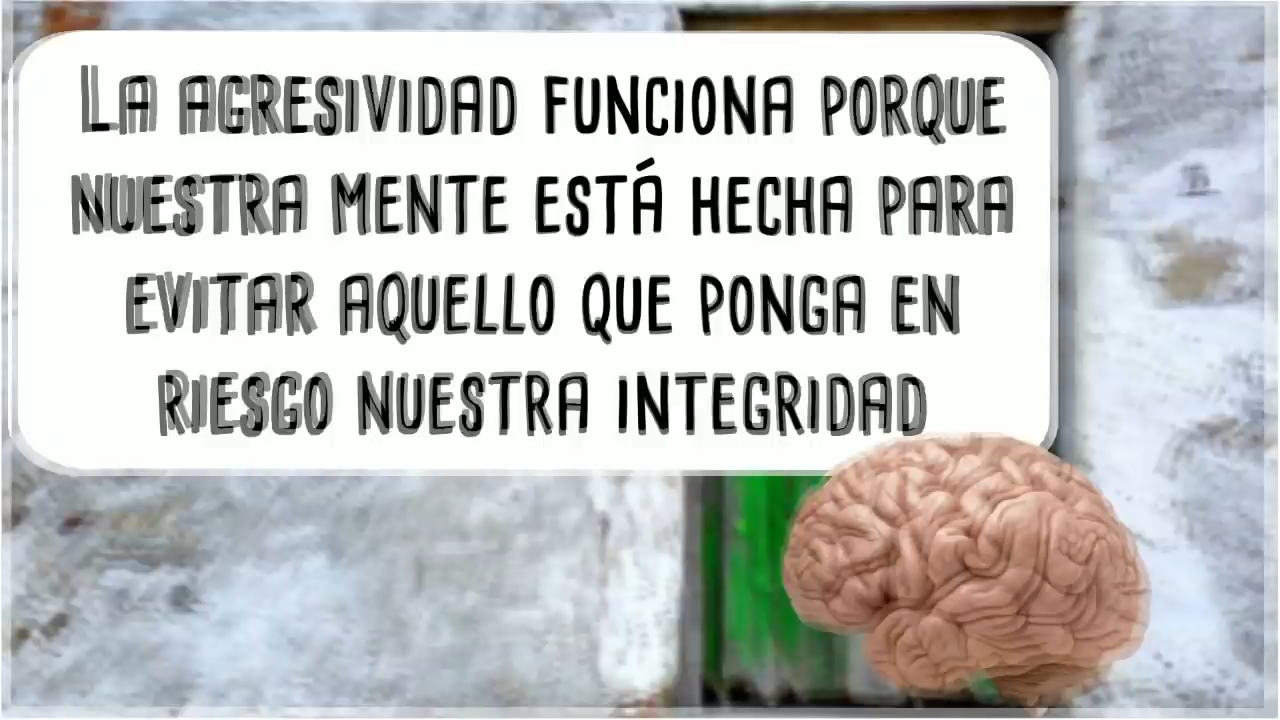 La agresividad funciona porque
nuestra mente está hecha para
evitar aquello que ponga en
riesgo nuestra integridad